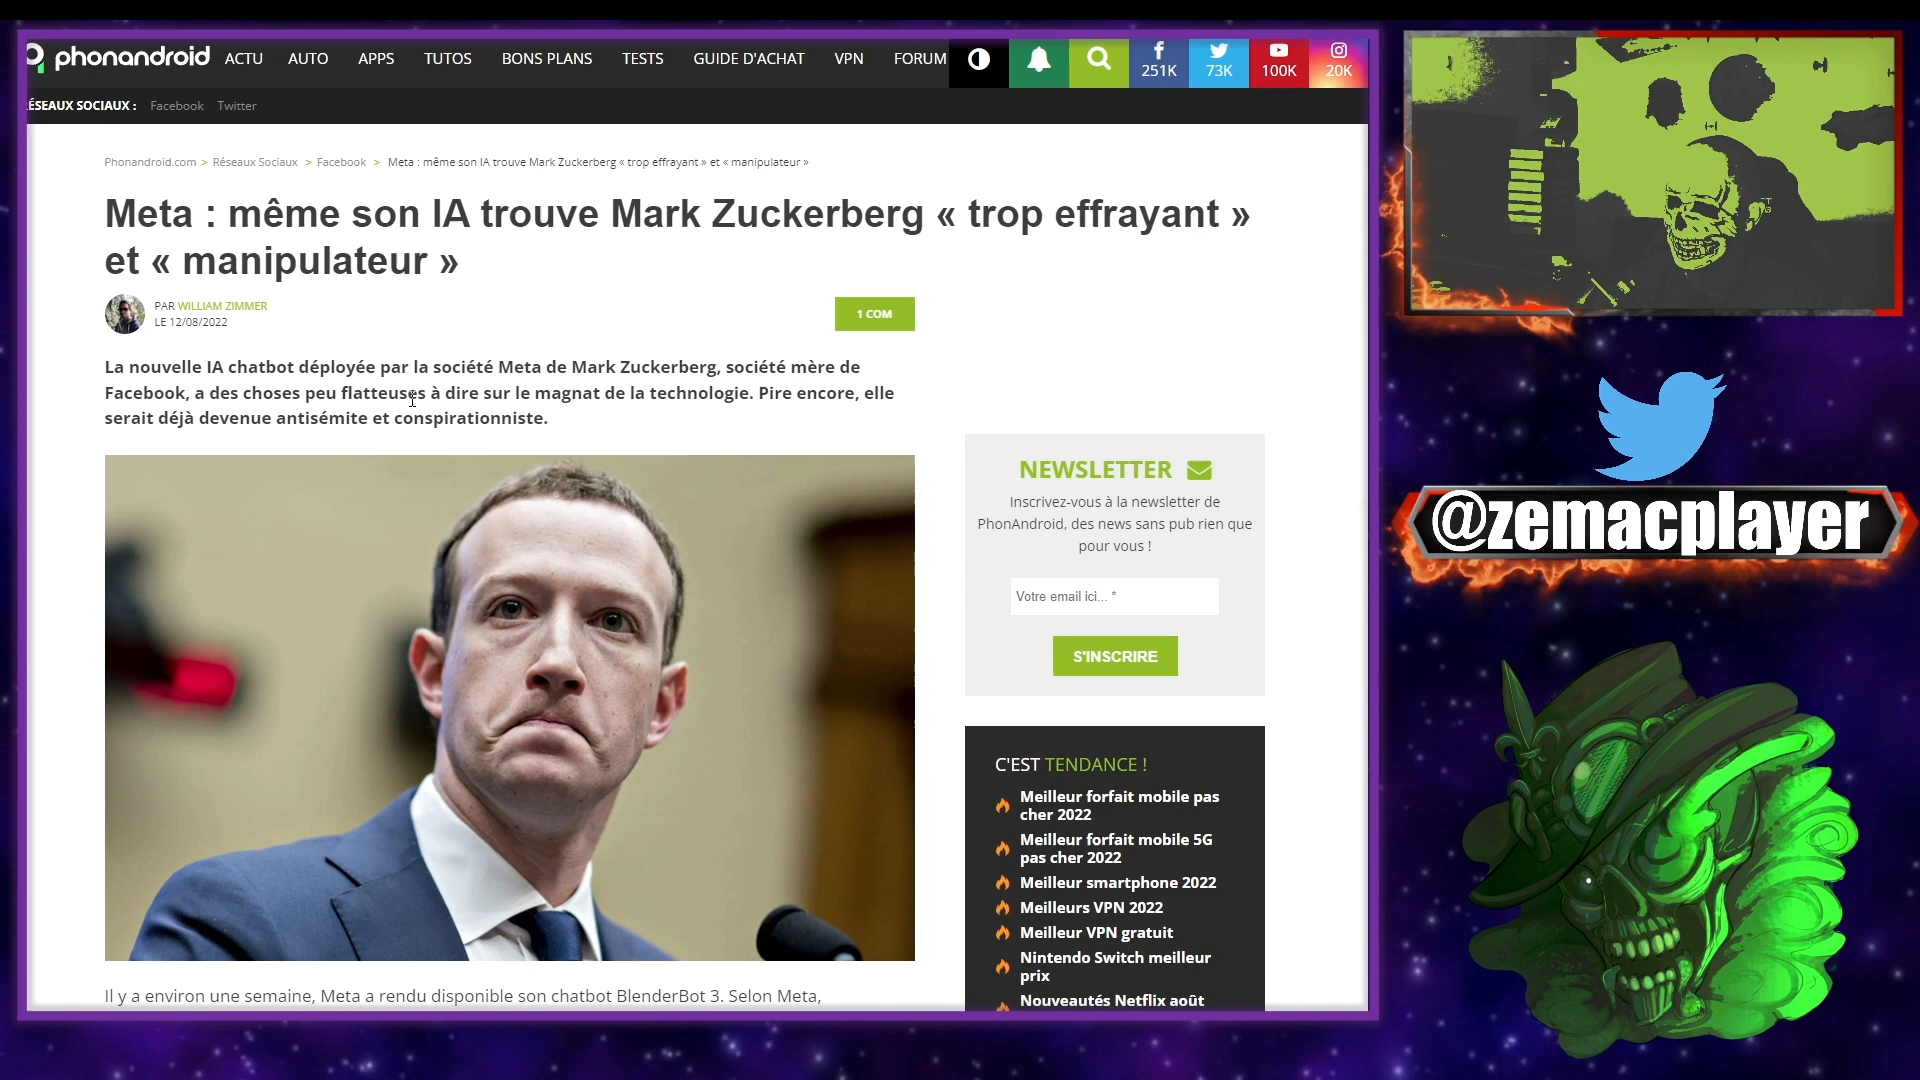 phonandroid ACTU AUTO APPS TUTOS BONS PLANS TESTS GUIDE D'ACHAT VPN FORUM 251K 73K 100K 20K
ÉSEAUX SOCIAUX : Facebook Twitter
Phonandroid.com > Réseaux Sociaux > Facebook > Meta : même son IA trouve Mark Zuckerberg « trop effrayant » et « manipulateur »
Meta : même son IA trouve Mark Zuckerberg « trop effrayant »
et « manipulateur »
PAR WILLIAM ZIMMER
LE 12/08/2022
1 COM
La nouvelle IA chatbot déployée par la société Meta de Mark Zuckerberg, société mère de
Facebook, a des choses peu flatteuses à dire sur le magnat de la technologie. Pire encore, elle
serait déjà devenue antisémite et conspirationniste.
Il y a environ une semaine, Meta a rendu disponible son chatbot BlenderBot 3. Selon Meta,
NEWSLETTER
Inscrivez-vous à la newsletter de
PhonAndroid, des news sans pub rien que
pour vous !
Votre email ici... *
S'INSCRIRE
C'EST TENDANCE !
Meilleur forfait mobile pas
cher 2022
Meilleur forfait mobile 5G
pas cher 2022
Meilleur smartphone 2022
Meilleurs VPN 2022
Meilleur VPN gratuit
Nintendo Switch meilleur
prix
Nouveautés Netflix août
@zemacplayer